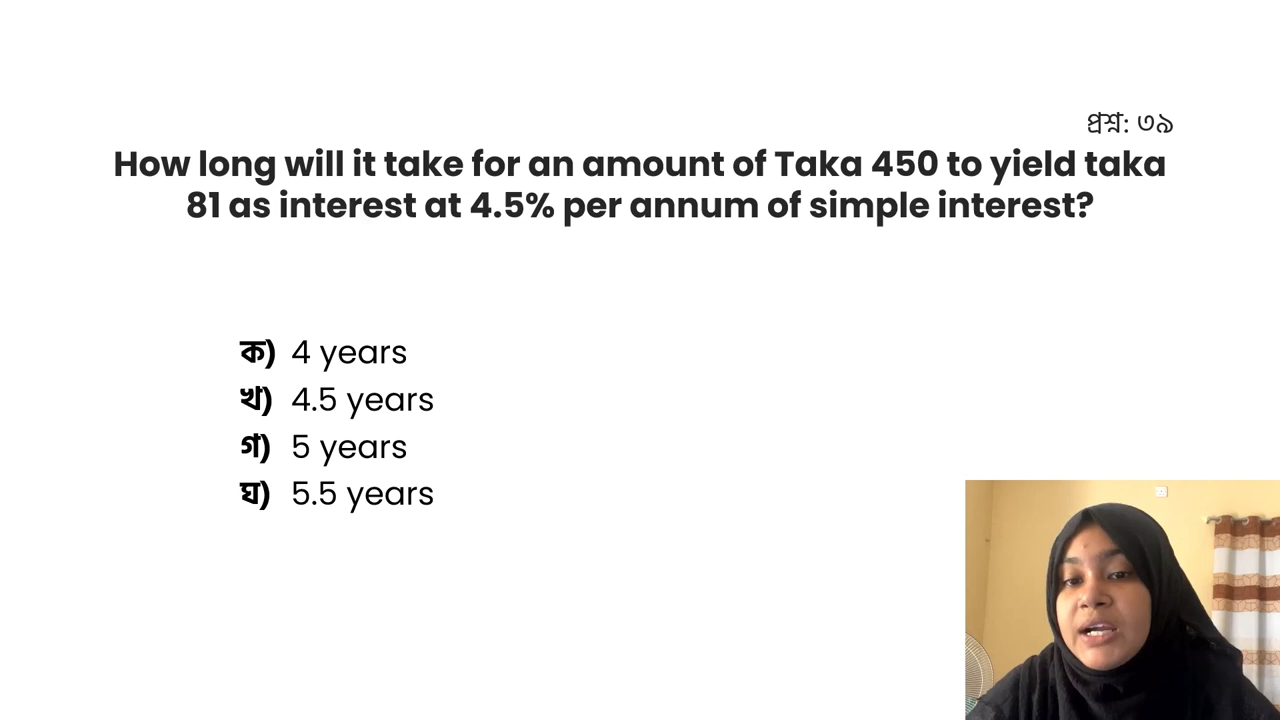 প্রশ্ন: ৩৯
How long will it take for an amount of Taka 450 to yield taka
81 as interest at 4.5% per annum of simple interest?
ক) 4 years
খ) 4.5 years
গ) 5 years
ঘ) 5.5 years